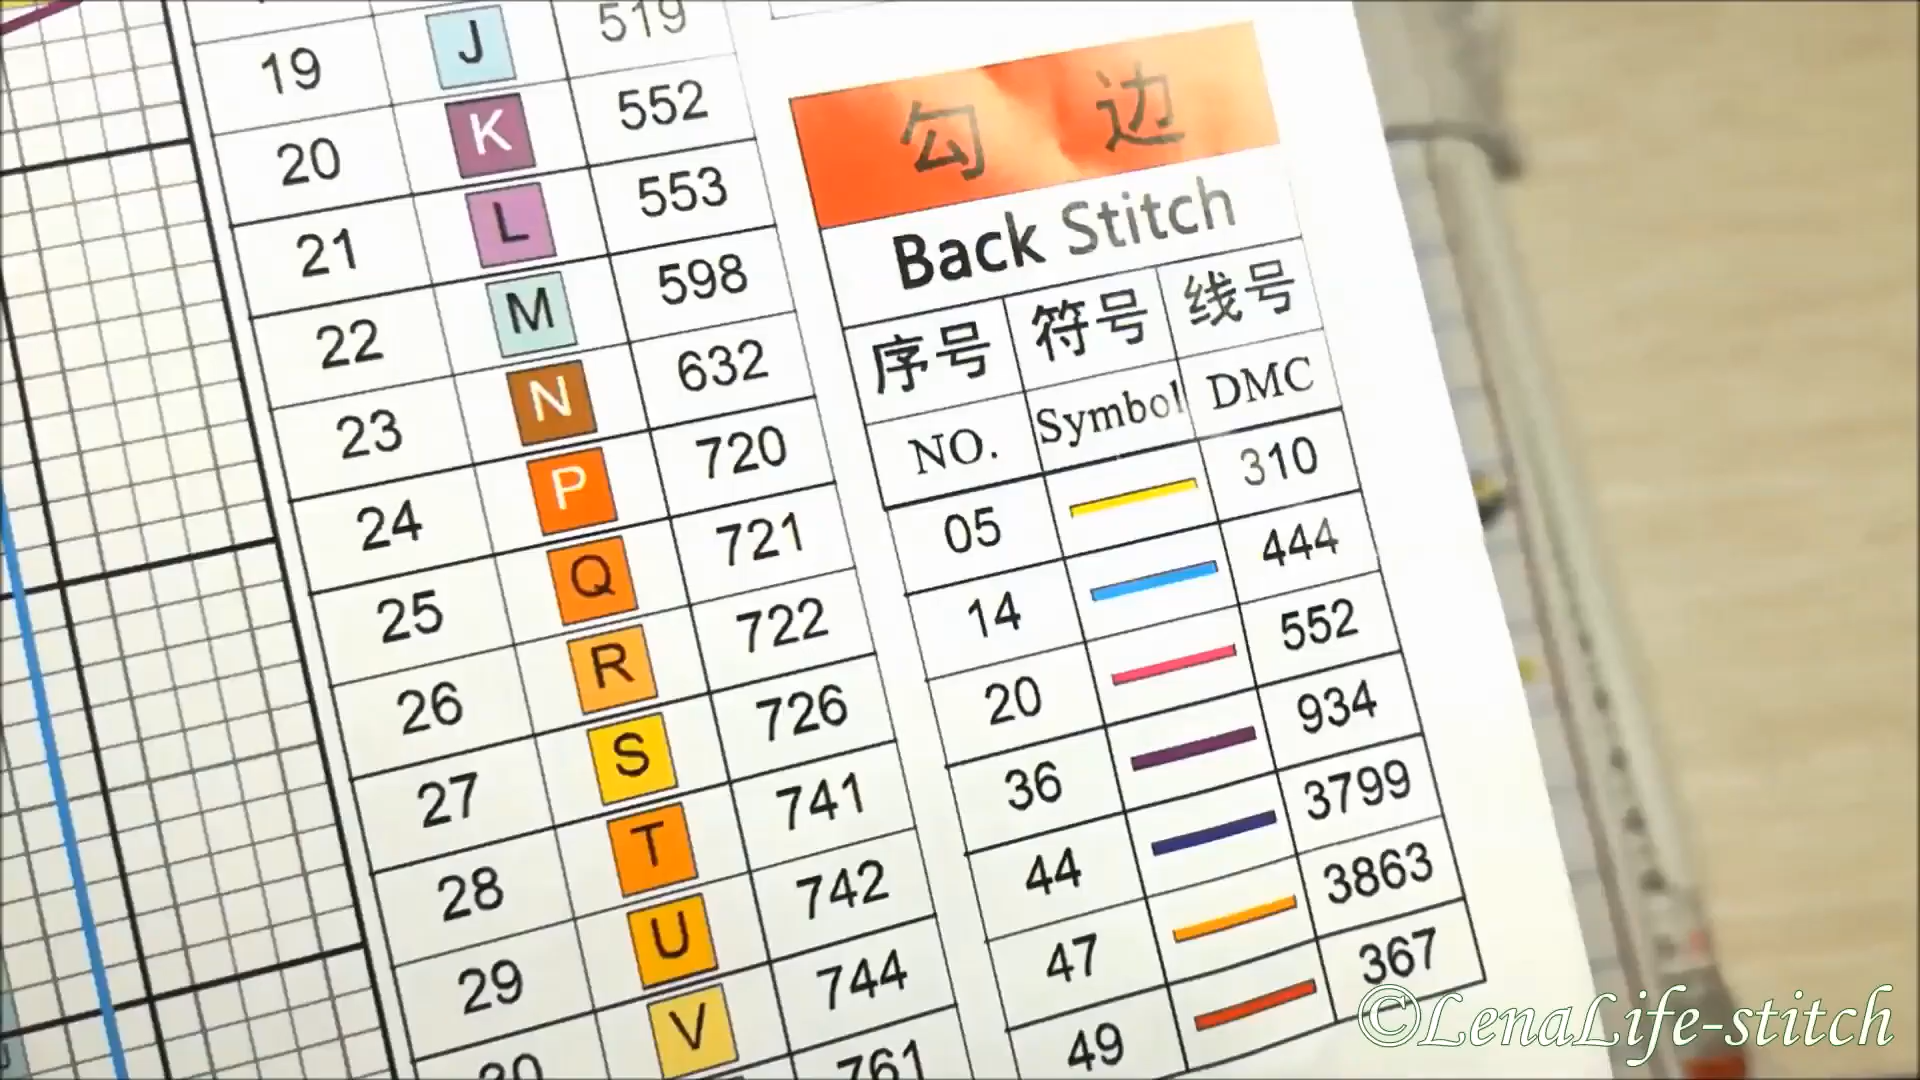 19 J 519
20 K 552
21 L 553
22 M 598
23 N 632
24 P 720
25 Q 721
26 R 722
27 S 726
28 T 741
29 U 742
30 V 744
761
勾 边
Back Stitch
序号 符号 线号
NO. Symbol DMC
05 310
14 444
20 552
36 934
44 3799
47 3863
49 367
©LenaLife-stitch